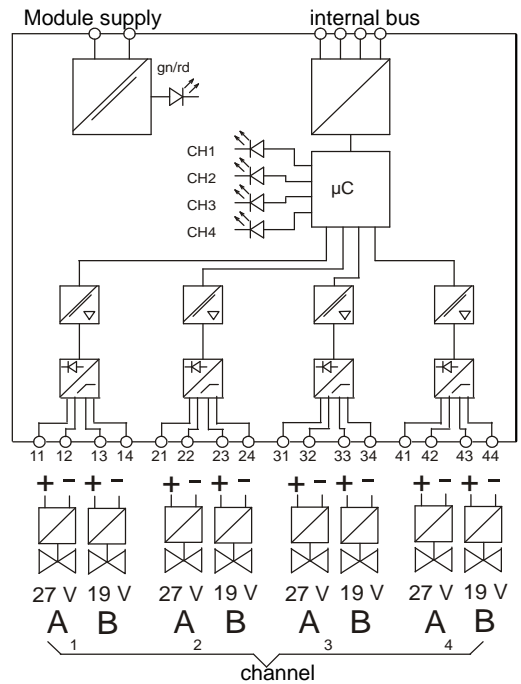 Module supply internal bus
gn/rd
CH1
CH2
CH3
CH4
µC
11 12 13 14 21 22 23 24 31 32 33 34 41 42 43 44
+ - + - + - + - + - + - + - + -
27 V 19 V 27 V 19 V 27 V 19 V 27 V 19 V
A B A B A B A B
1 2 3 4
channel